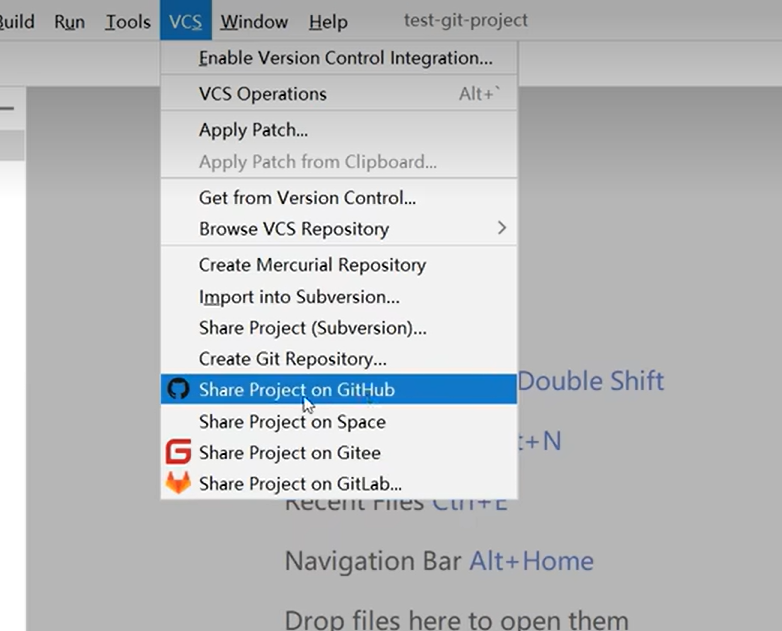 Build Run Tools VCS Window Help test-git-project
Enable Version Control Integration...
VCS Operations Alt+`
Apply Patch...
Apply Patch from Clipboard...
Get from Version Control...
Browse VCS Repository
Create Mercurial Repository
Import into Subversion...
Share Project (Subversion)...
Create Git Repository...
Share Project on GitHub
Double Shift
Share Project on Space
t+N
Share Project on Gitee
Share Project on GitLab...
Recent Files Ctrl+E
Navigation Bar Alt+Home
Drop files here to open them